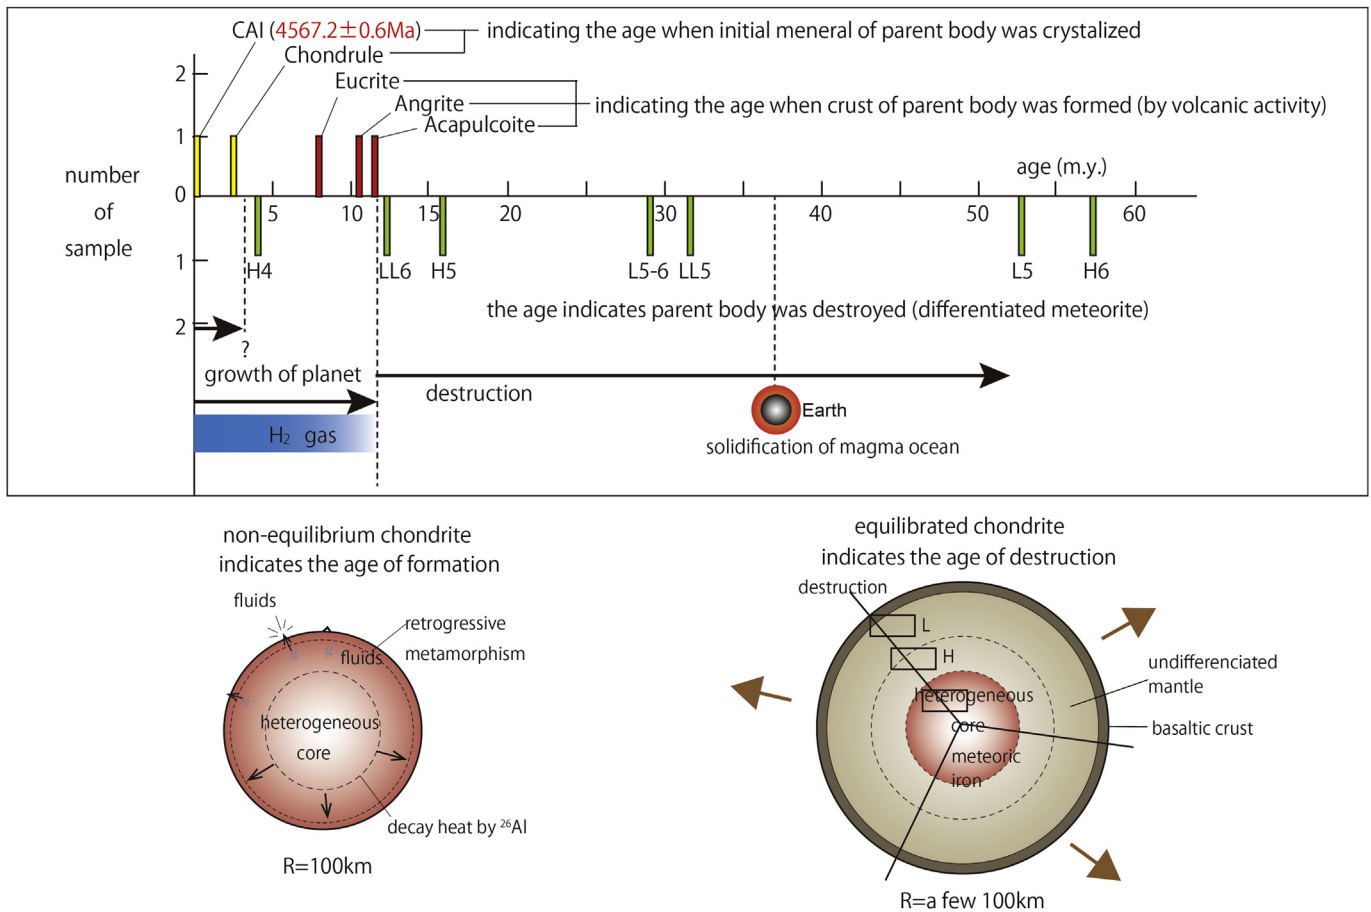 CAI (4567.2±0.6Ma)
indicating the age when initial meneral of parent body was crystalized
Chondrule
Eucrite
Angrite
indicating the age when crust of parent body was formed (by volcanic activity)
Acapulcoite
2
1
0
1
2
number
of
sample
age (m.y.)
5
10
15
20
30
40
50
60
H4
LL6
H5
L5-6
LL5
L5
H6
the age indicates parent body was destroyed (differentiated meteorite)
?
growth of planet
destruction
H2 gas
Earth
solidification of magma ocean
non-equilibrium chondrite
indicates the age of formation
fluids
fluids
retrogressive
metamorphism
heterogeneous
core
decay heat by 26Al
R=100km
equilibrated chondrite
indicates the age of destruction
destruction
L
H
heterogeneous
core
meteoric
iron
undifferenciated
mantle
basaltic crust
R=a few 100km